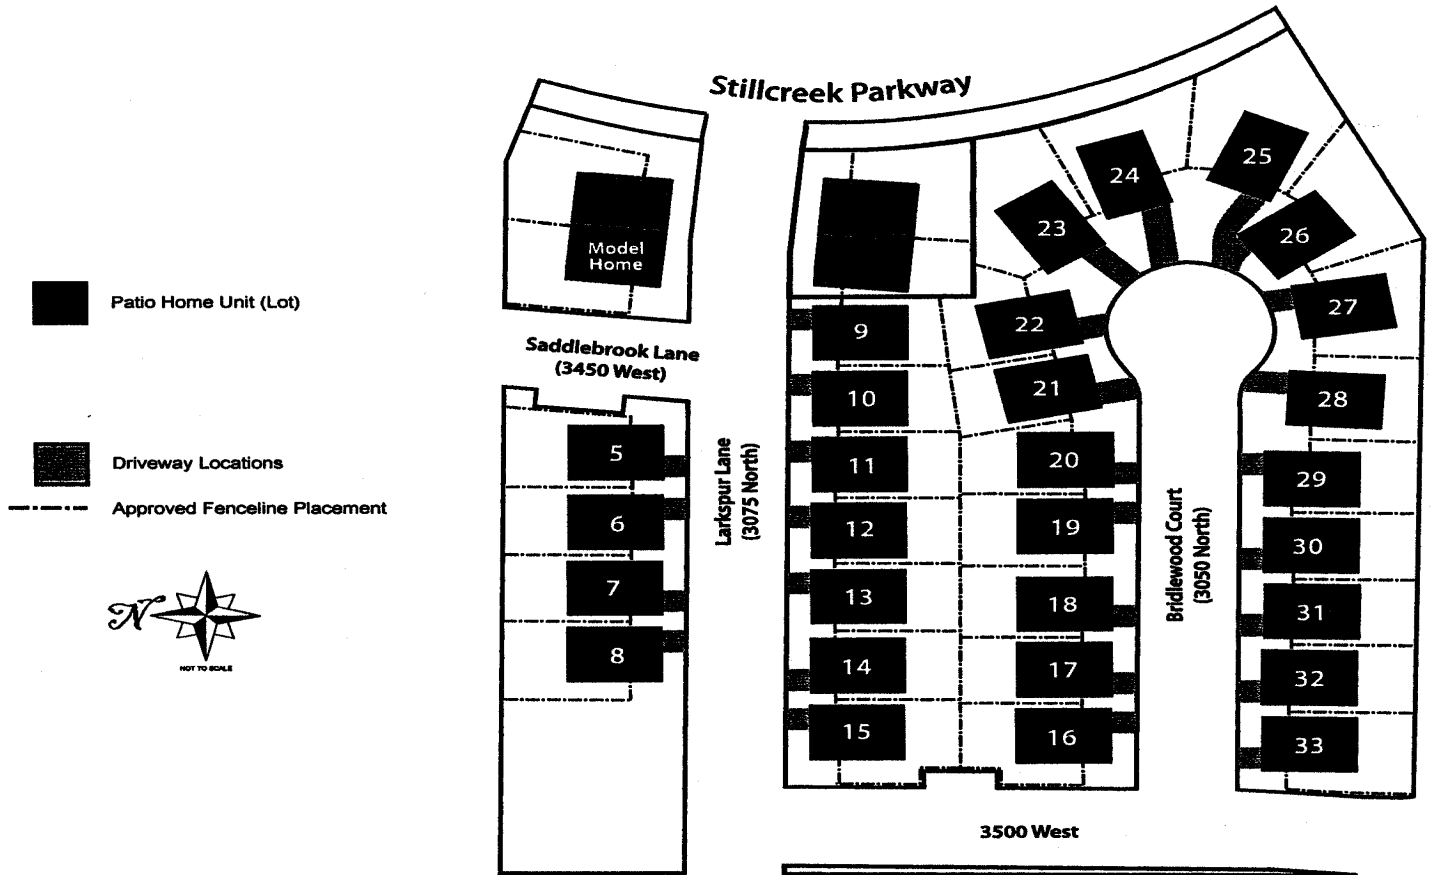 Stillcreek Parkway
Model
Home
Patio Home Unit (Lot)
Saddlebrook Lane
(3450 West)
Driveway Locations
Approved Fenceline Placement
N
NOT TO SCALE
5
6
7
8
Larkspur Lane
(3075 North)
9
10
11
12
13
14
15
16
17
18
19
20
21
22
23
24
25
26
27
28
29
30
31
32
33
Bridlewood Court
(3050 North)
3500 West